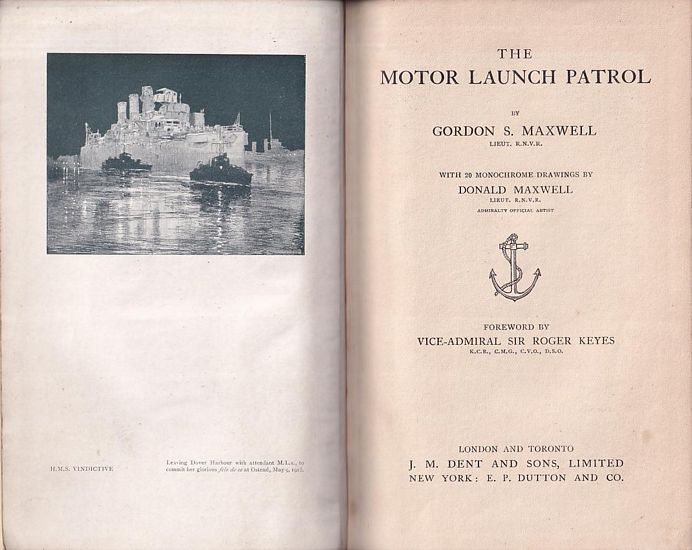 H.M.S. VINDICTIVE
Leaving Dover Harbour with attendant M.L.s., to
commit her glorious felo de se at Ostend, May 9, 1918.
THE
MOTOR LAUNCH PATROL
BY
GORDON S. MAXWELL
LIEUT. R.N.V.R.
WITH 20 MONOCHROME DRAWINGS BY
DONALD MAXWELL
LIEUT. R.N.V.R.
ADMIRALTY OFFICIAL ARTIST
FOREWORD BY
VICE-ADMIRAL SIR ROGER KEYES
K.C.B., C.M.G., C.V.O., D.S.O.
LONDON AND TORONTO
J. M. DENT AND SONS, LIMITED
NEW YORK: E. P. DUTTON AND CO.